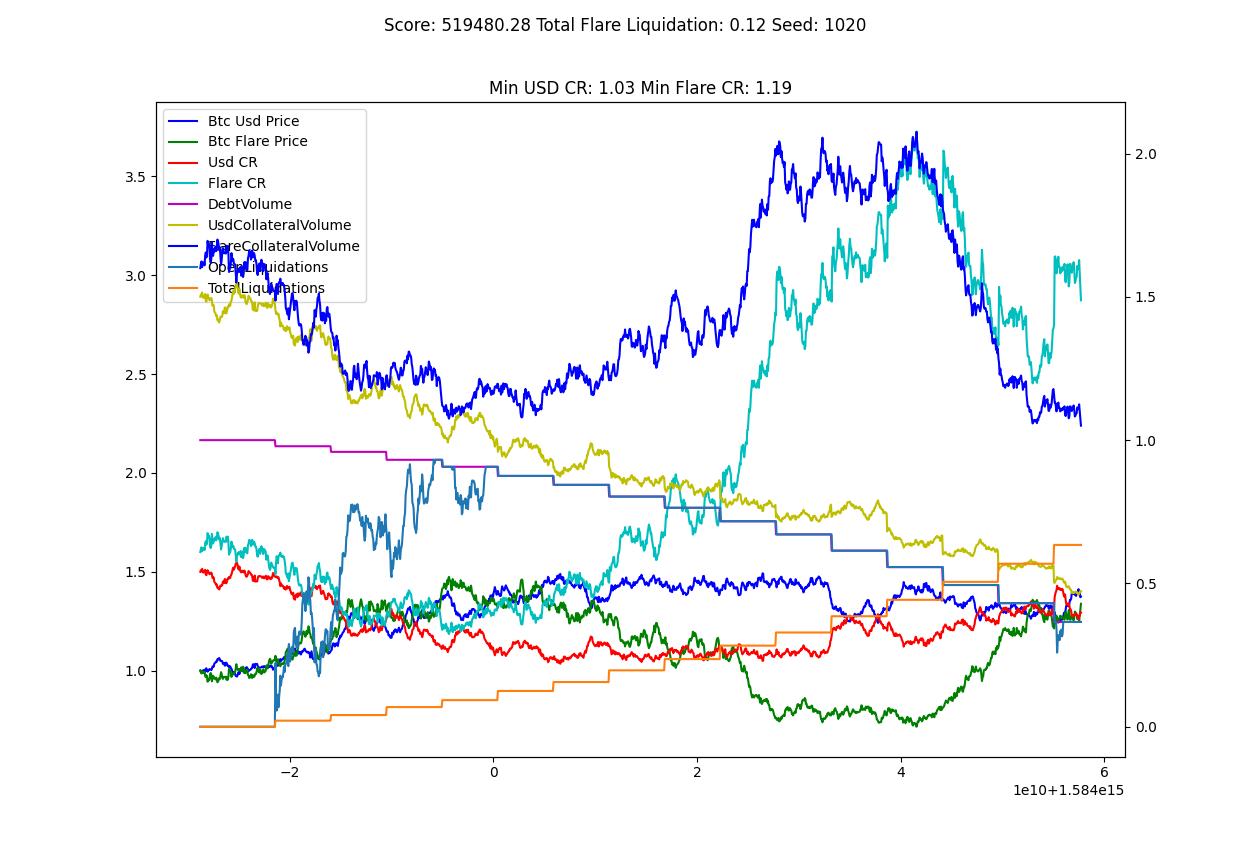 Score: 519480.28 Total Flare Liquidation: 0.12 Seed: 1020
Min USD CR: 1.03 Min Flare CR: 1.19
Btc Usd Price
Btc Flare Price
Usd CR
Flare CR
DebtVolume
UsdCollateralVolume
FlareCollateralVolume
OpenLiquidations
TotalLiquidations
3.5
3.0
2.5
2.0
1.5
1.0
2.0
1.5
1.0
0.5
0.0
−2
0
2
4
6
1e10+1.584e15